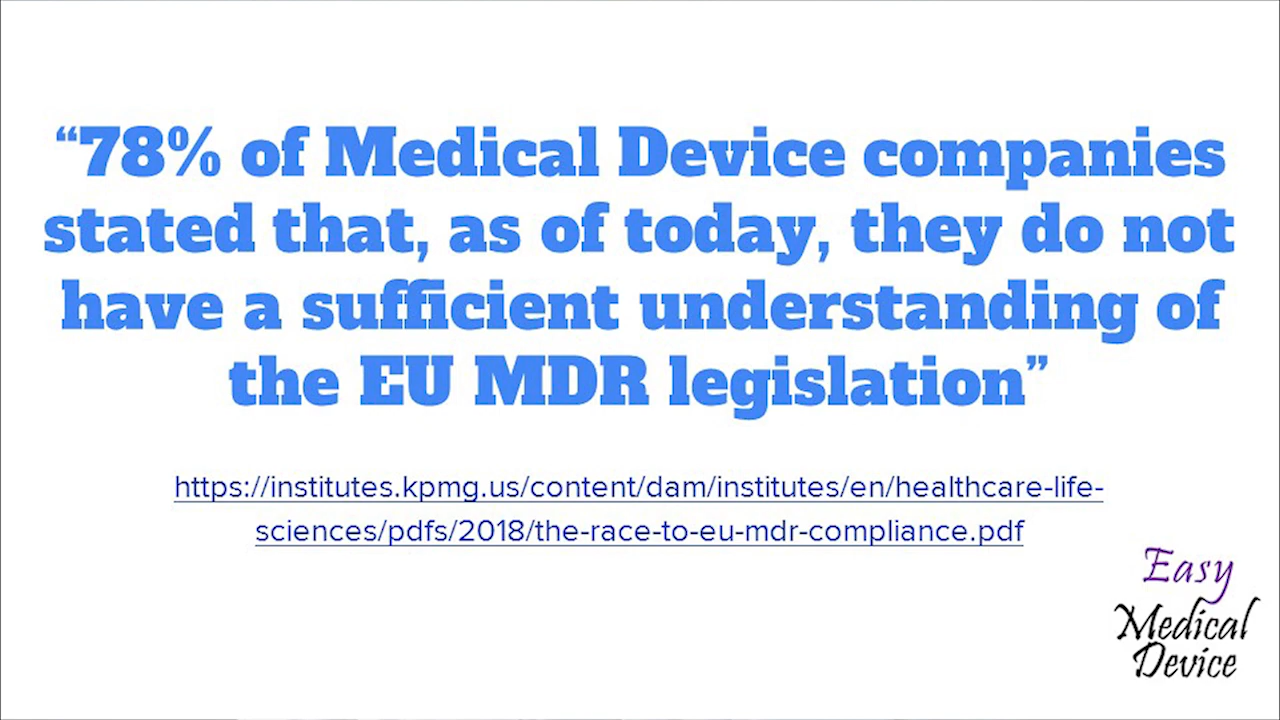 “78% of Medical Device companies
stated that, as of today, they do not
have a sufficient understanding of
the EU MDR legislation”
https://institutes.kpmg.us/content/dam/institutes/en/healthcare-life-
sciences/pdfs/2018/the-race-to-eu-mdr-compliance.pdf
Easy
Medical
Device